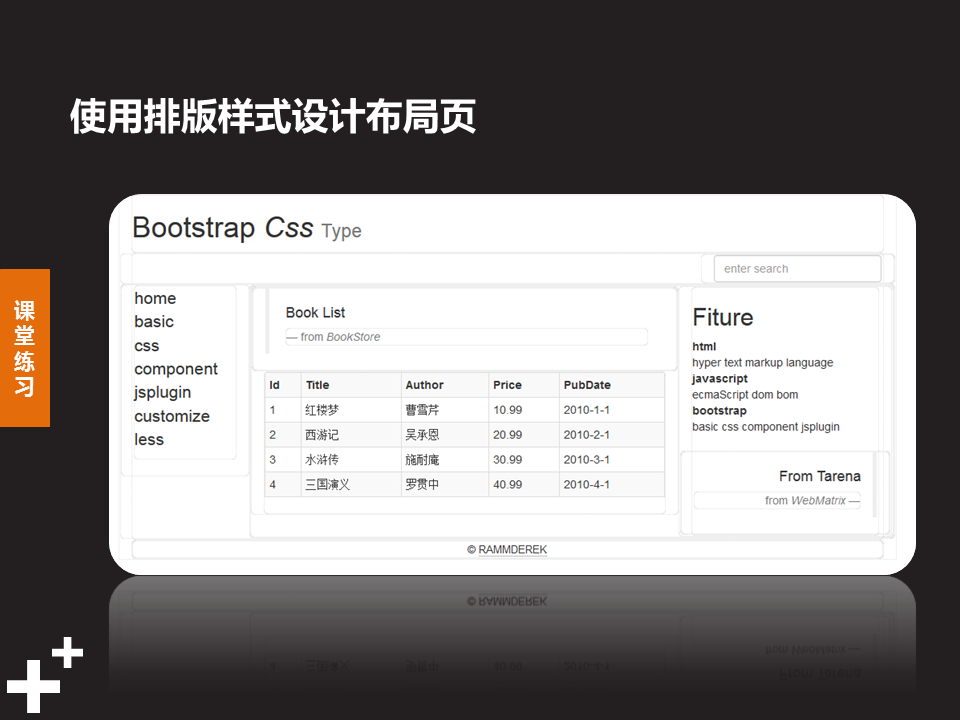 使用排版样式设计布局页
课堂练习
Bootstrap Css Type
enter search
home
basic
css
component
jsplugin
customize
less
Book List
— from BookStore
Id Title Author Price PubDate
1 红楼梦 曹雪芹 10.99 2010-1-1
2 西游记 吴承恩 20.99 2010-2-1
3 水浒传 施耐庵 30.99 2010-3-1
4 三国演义 罗贯中 40.99 2010-4-1
Fiture
html
hyper text markup language
javascript
ecmaScript dom bom
bootstrap
basic css component jsplugin
From Tarena
from WebMatrix —
© RAMMDEREK